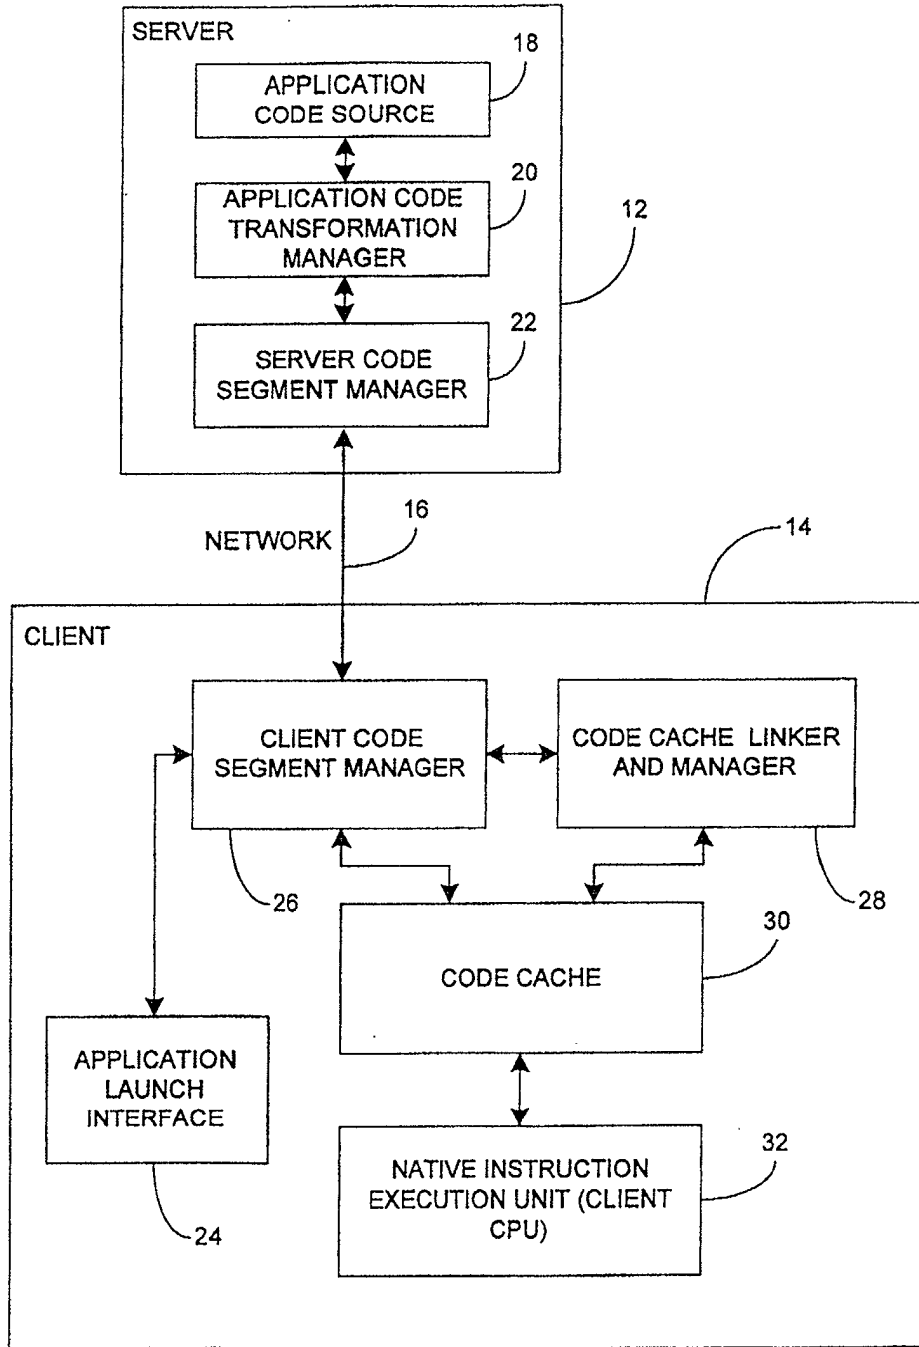 SERVER
18
APPLICATION
CODE SOURCE
20
APPLICATION CODE
TRANSFORMATION
MANAGER
12
22
SERVER CODE
SEGMENT MANAGER
16
NETWORK
14
CLIENT
CLIENT CODE
SEGMENT MANAGER
CODE CACHE LINKER
AND MANAGER
26
28
30
CODE CACHE
APPLICATION
LAUNCH
INTERFACE
24
32
NATIVE INSTRUCTION
EXECUTION UNIT (CLIENT
CPU)